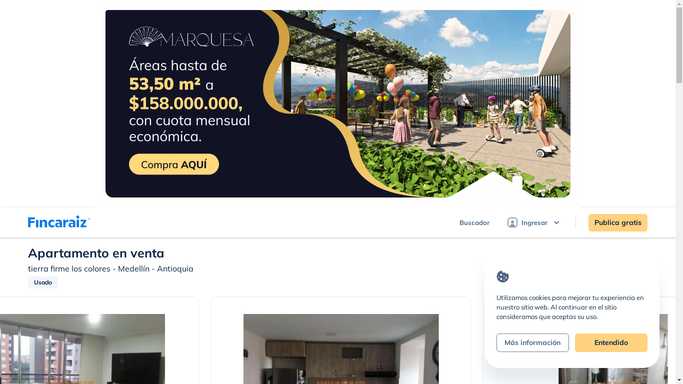 MARQUESA
Áreas hasta de
53,50 m² a
$158.000.000,
con cuota mensual
económica.
Compra AQUÍ
Fincaraiz
Buscador
Ingresar
Publica gratis
Apartamento en venta
tierra firme los colores - Medellín - Antioquia
Usado
Utilizamos cookies para mejorar tu experiencia en
nuestro sitio web. Al continuar en el sitio
consideramos que aceptas su uso.
Más información
Entendido